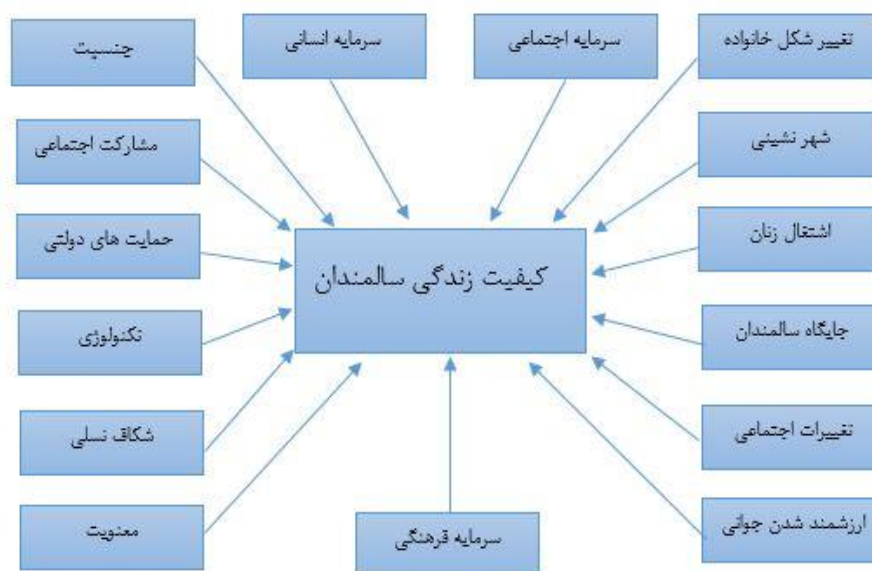 تغییر شکل خانواده
سرمایه اجتماعی
سرمایه انسانی
جنسیت
شهر نشینی
مشارکت اجتماعی
اشتغال زنان
حمایت های دولتی
کیفیت زندگی سالمندان
جایگاه سالمندان
تکنولوژی
تغییرات اجتماعی
شکاف نسلی
ارزشمند شدن جوانی
سرمایه فرهنگی
معنویت